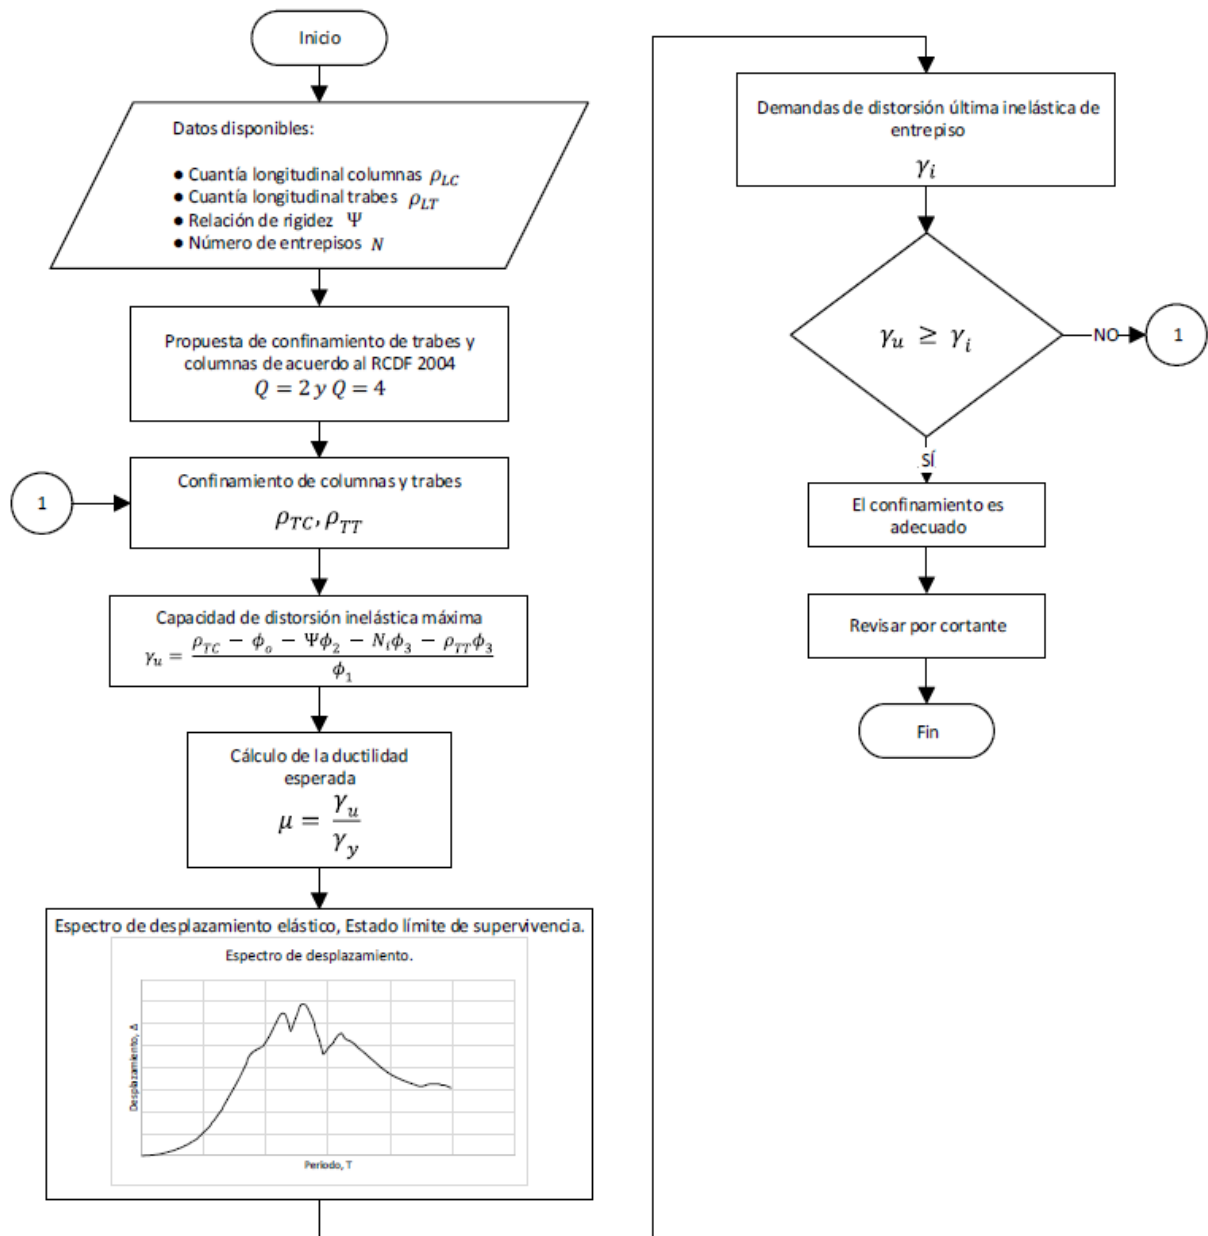 Inicio
Datos disponibles:
● Cuantía longitudinal columnas ρ_LC
● Cuantía longitudinal trabes ρ_LT
● Relación de rigidez Ψ
● Número de entrepisos N
Propuesta de confinamiento de trabes y
columnas de acuerdo al RCDF 2004
Q = 2 y Q = 4
1
Confinamiento de columnas y trabes
ρ_TC, ρ_TT
Capacidad de distorsión inelástica máxima
γ_u = (ρ_TC − ϕ_o − Ψϕ_2 − N_iϕ_3 − ρ_TTϕ_3) / ϕ_1
Cálculo de la ductilidad
esperada
μ = γ_u / γ_y
Espectro de desplazamiento elástico, Estado límite de supervivencia.
Espectro de desplazamiento.
Desplazamiento, Δ
Período, T
Demandas de distorsión última inelástica de
entrepiso
γ_i
γ_u ≥ γ_i
NO
1
SÍ
El confinamiento es
adecuado
Revisar por cortante
Fin